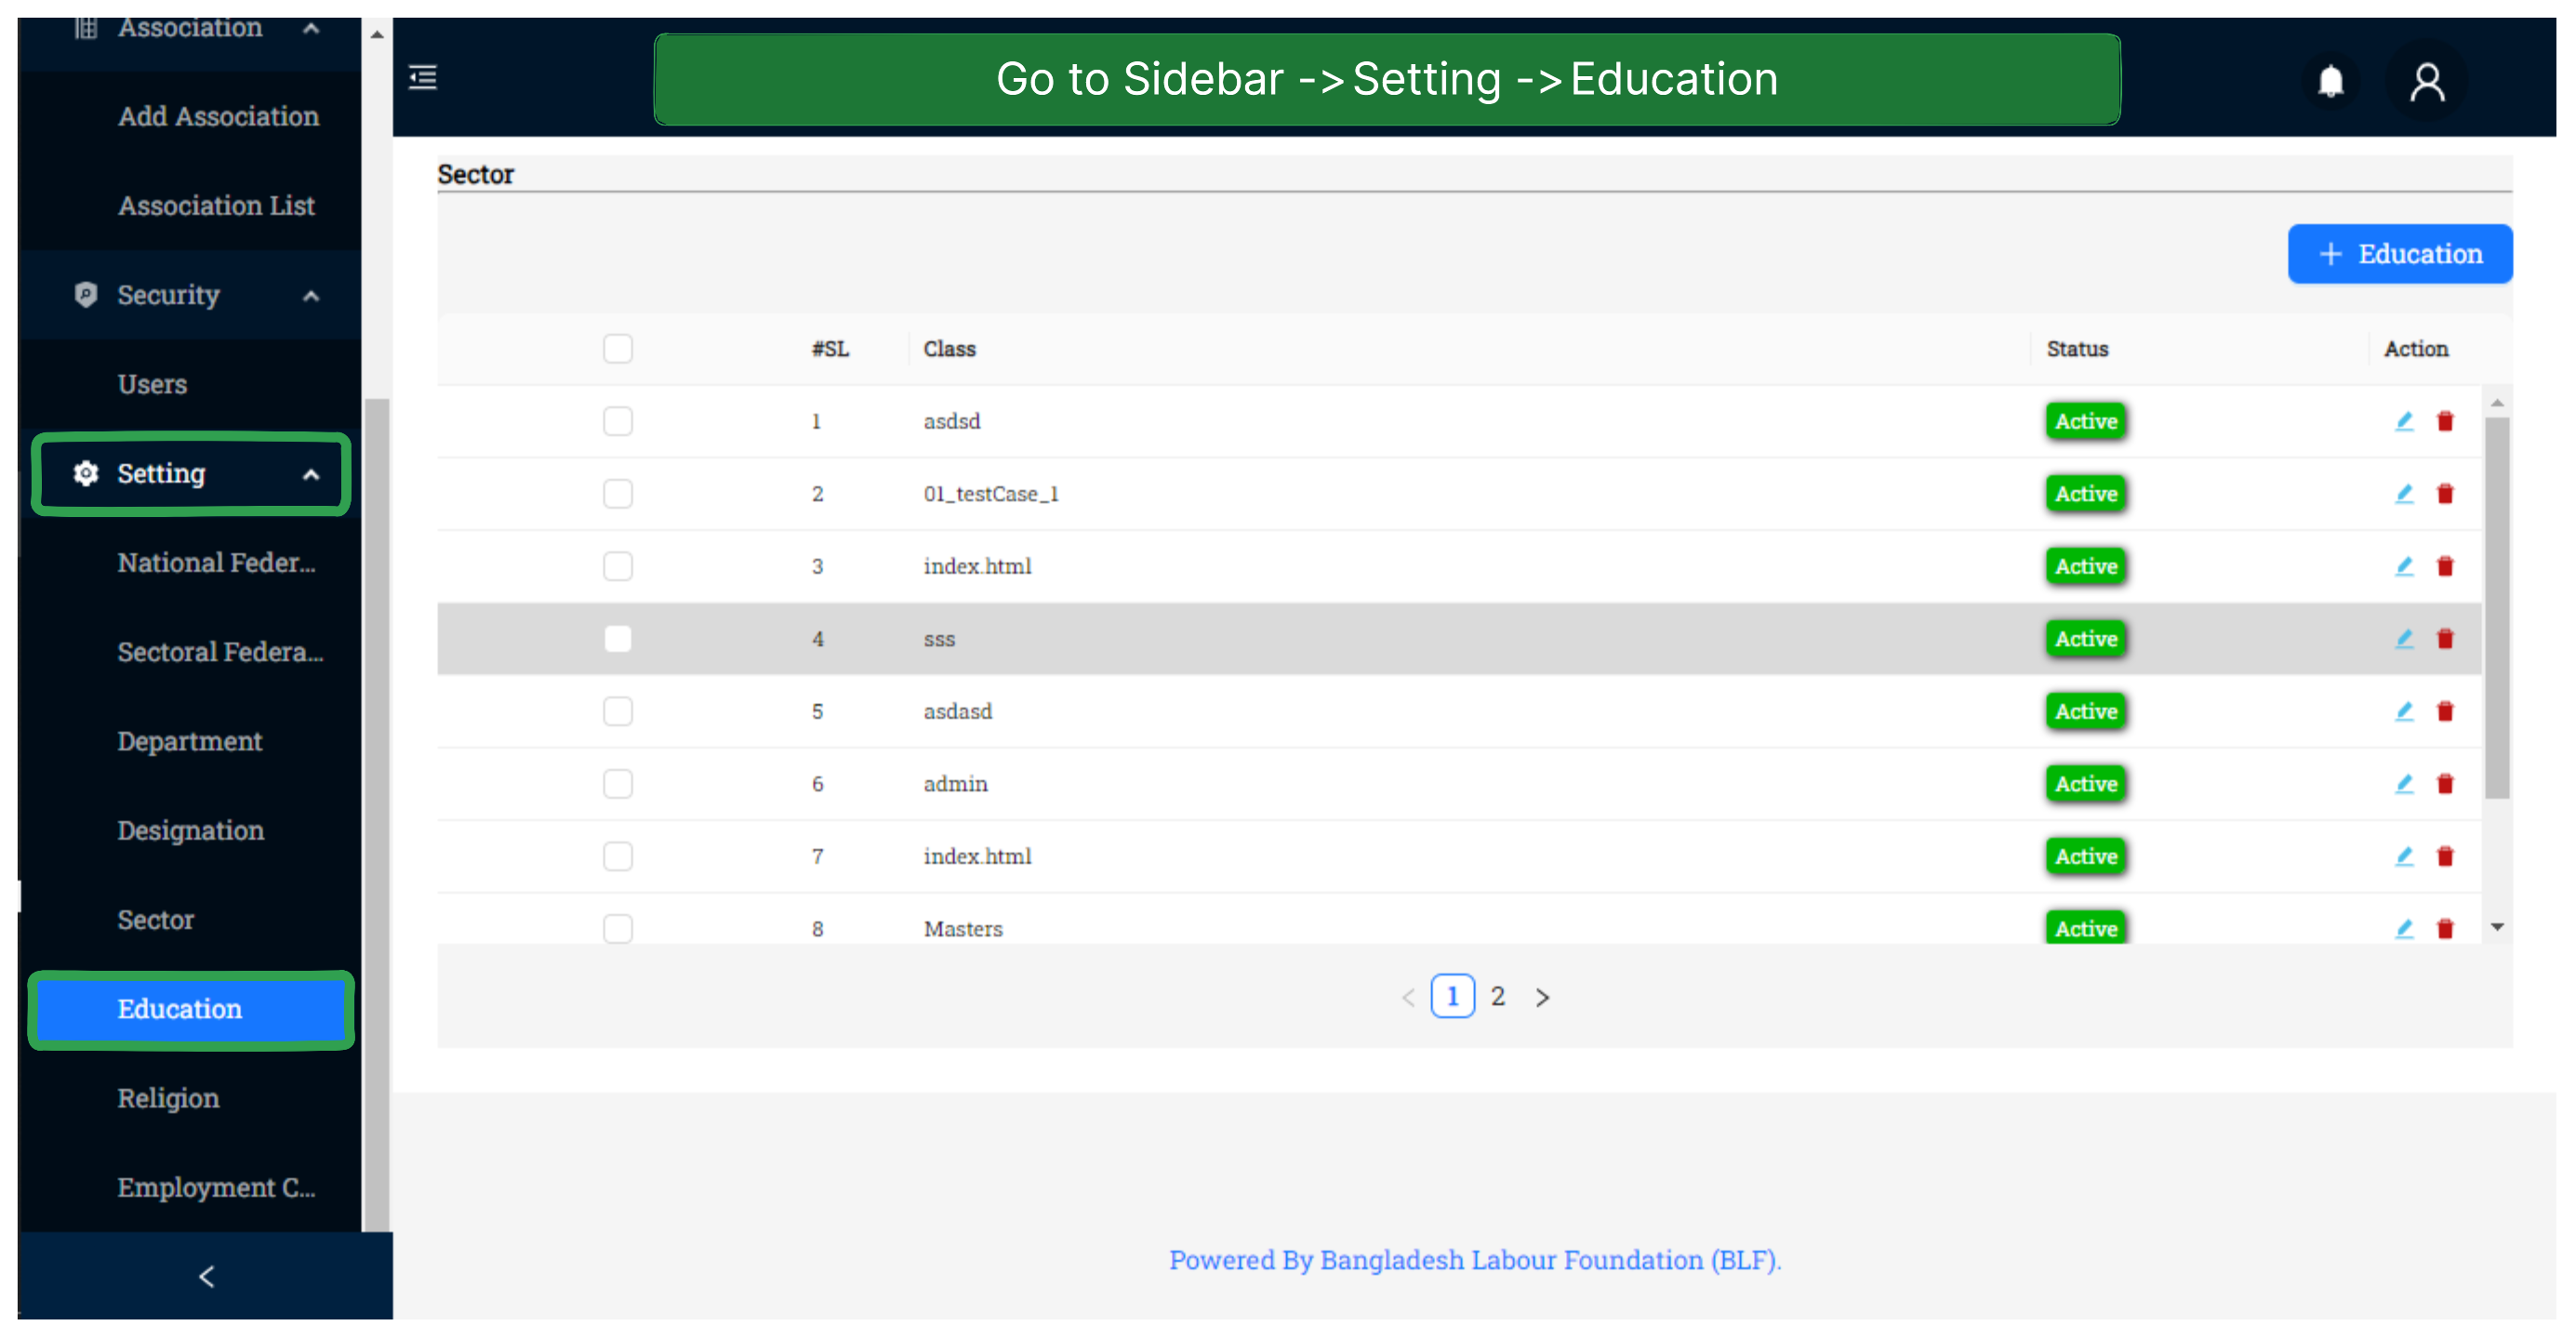 Association
Add Association
Association List
Security
Users
Setting
National Feder...
Sectoral Federa...
Department
Designation
Sector
Education
Religion
Employment C...
Go to Sidebar -> Setting -> Education
Sector
+ Education
#SL Class Status Action
1 asdsd Active
2 01_testCase_1 Active
3 index.html Active
4 sss Active
5 asdasd Active
6 admin Active
7 index.html Active
8 Masters Active
< 1 2 >
Powered By Bangladesh Labour Foundation (BLF).